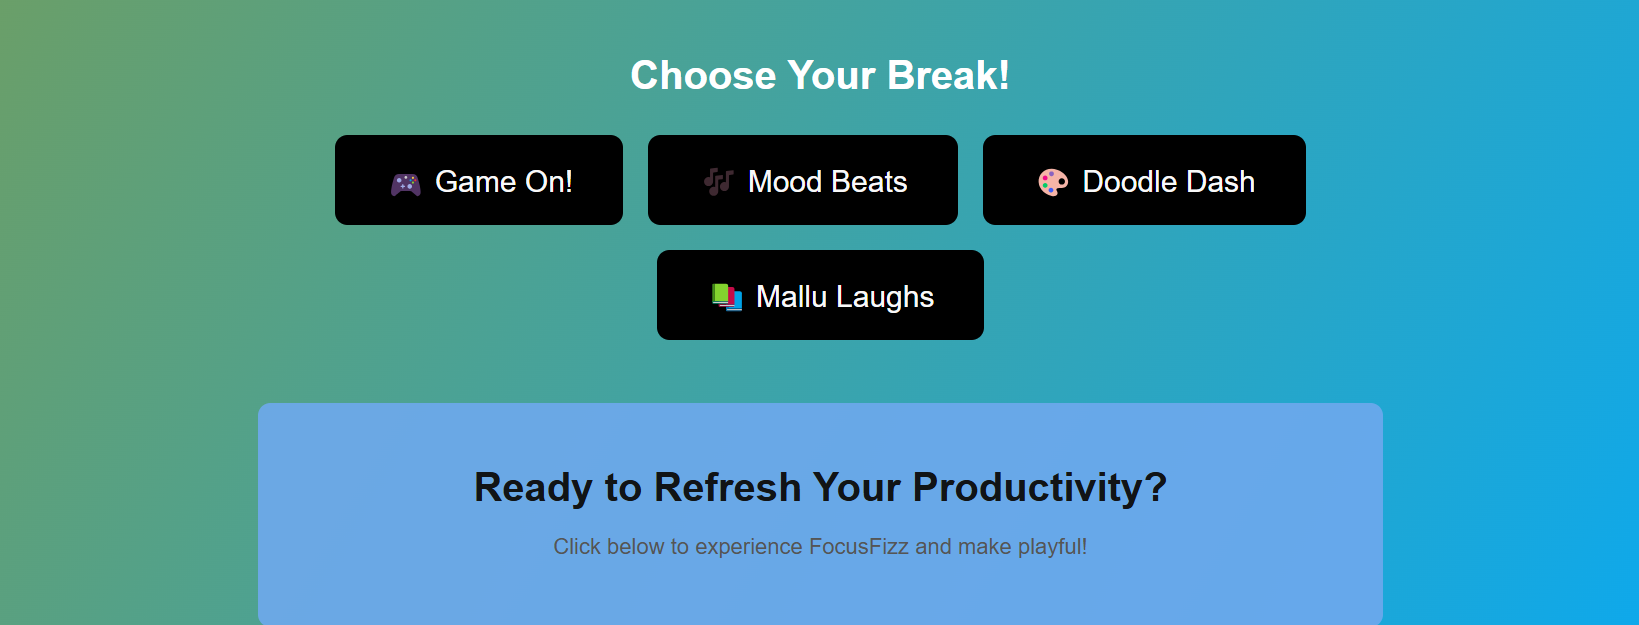 Choose Your Break!
🎮 Game On!
🎶 Mood Beats
🎨 Doodle Dash
📚 Mallu Laughs
Ready to Refresh Your Productivity?
Click below to experience FocusFizz and make playful!